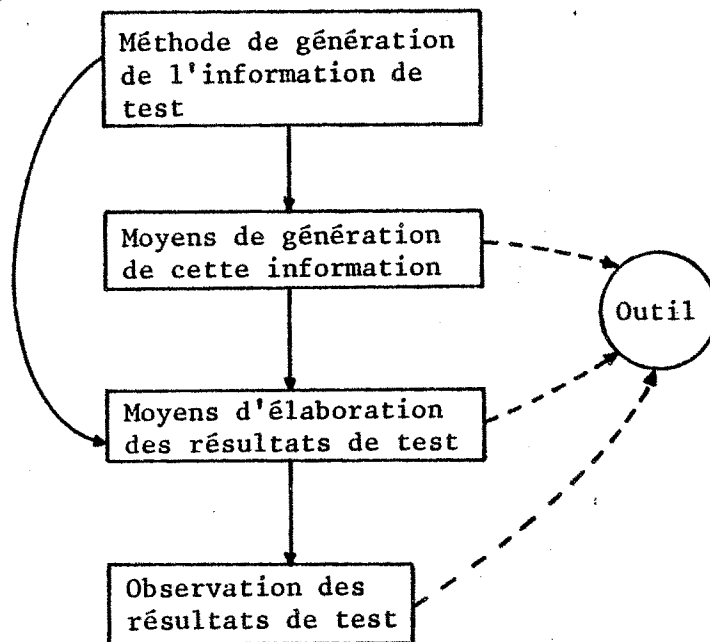 Méthode de génération
de l'information de
test
Moyens de génération
de cette information
Outil
Moyens d'élaboration
des résultats de test
Observation des
résultats de test